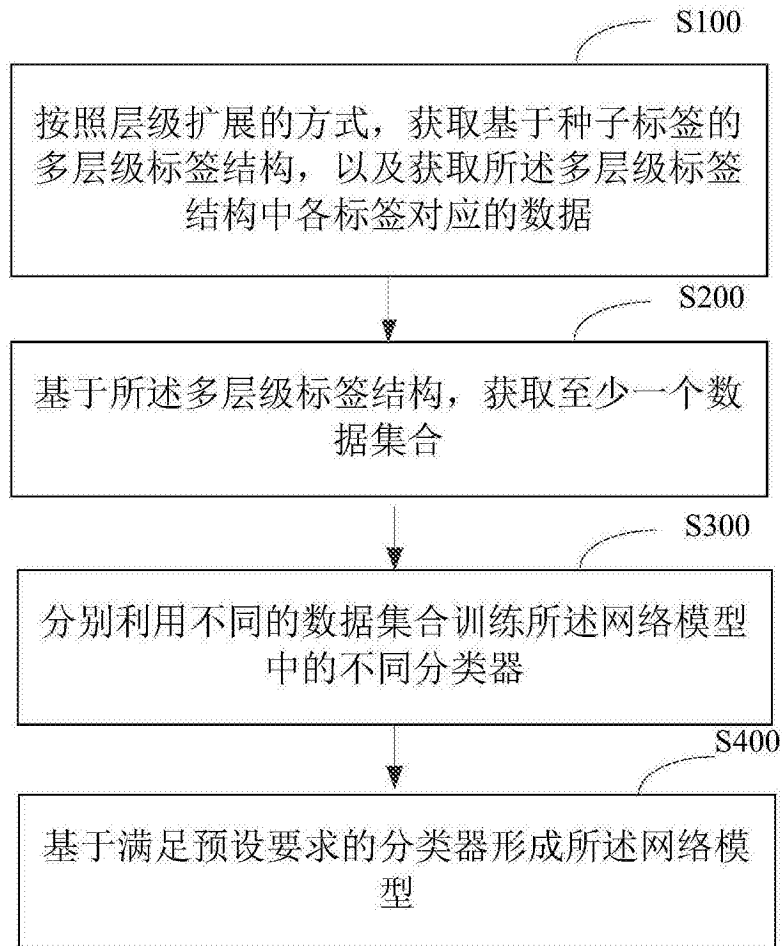 S100
按照层级扩展的方式，获取基于种子标签的
多层级标签结构，以及获取所述多层级标签
结构中各标签对应的数据
S200
基于所述多层级标签结构，获取至少一个数
据集合
S300
分别利用不同的数据集合训练所述网络模型
中的不同分类器
S400
基于满足预设要求的分类器形成所述网络模
型